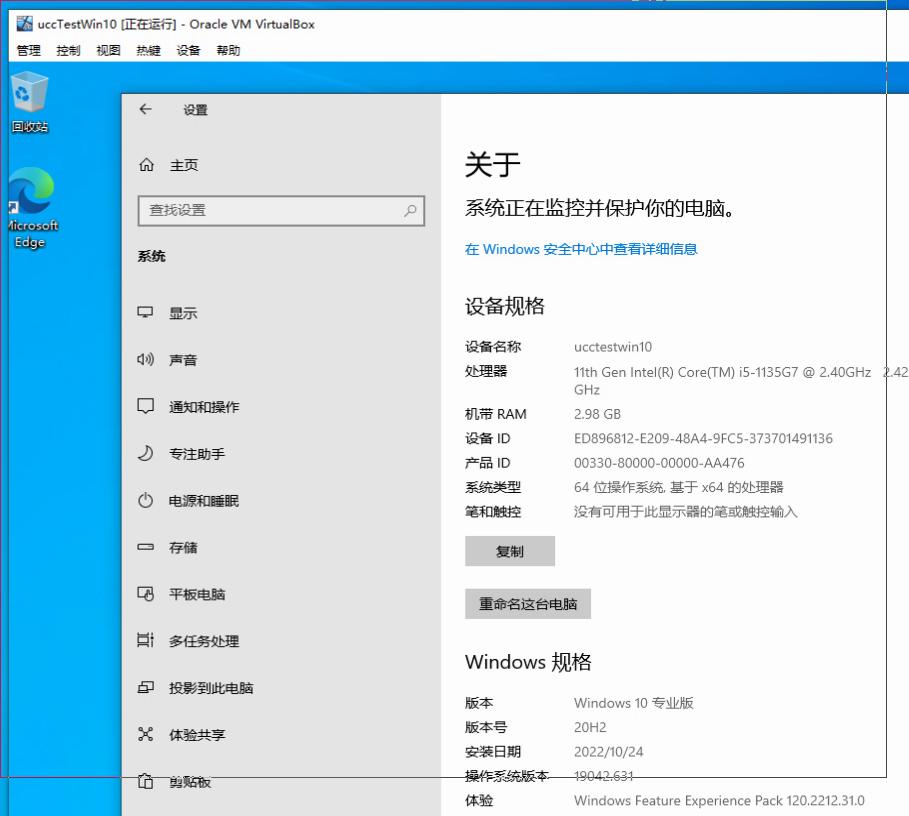 uccTestWin10 [正在运行] - Oracle VM VirtualBox
管理 控制 视图 热键 设备 帮助
回收站
Microsoft
Edge
设置
主页
查找设置
系统
显示
声音
通知和操作
专注助手
电源和睡眠
存储
平板电脑
多任务处理
投影到此电脑
体验共享
剪贴板
关于
系统正在监控并保护你的电脑。
在 Windows 安全中心中查看详细信息
设备规格
设备名称 ucctestwin10
处理器 11th Gen Intel(R) Core(TM) i5-1135G7 @ 2.40GHz 2.42
GHz
机带 RAM 2.98 GB
设备 ID ED896812-E209-48A4-9FC5-373701491136
产品 ID 00330-80000-00000-AA476
系统类型 64 位操作系统, 基于 x64 的处理器
笔和触控 没有可用于此显示器的笔或触控输入
复制
重命名这台电脑
Windows 规格
版本 Windows 10 专业版
版本号 20H2
安装日期 2022/10/24
操作系统版本 19042.631
体验 Windows Feature Experience Pack 120.2212.31.0